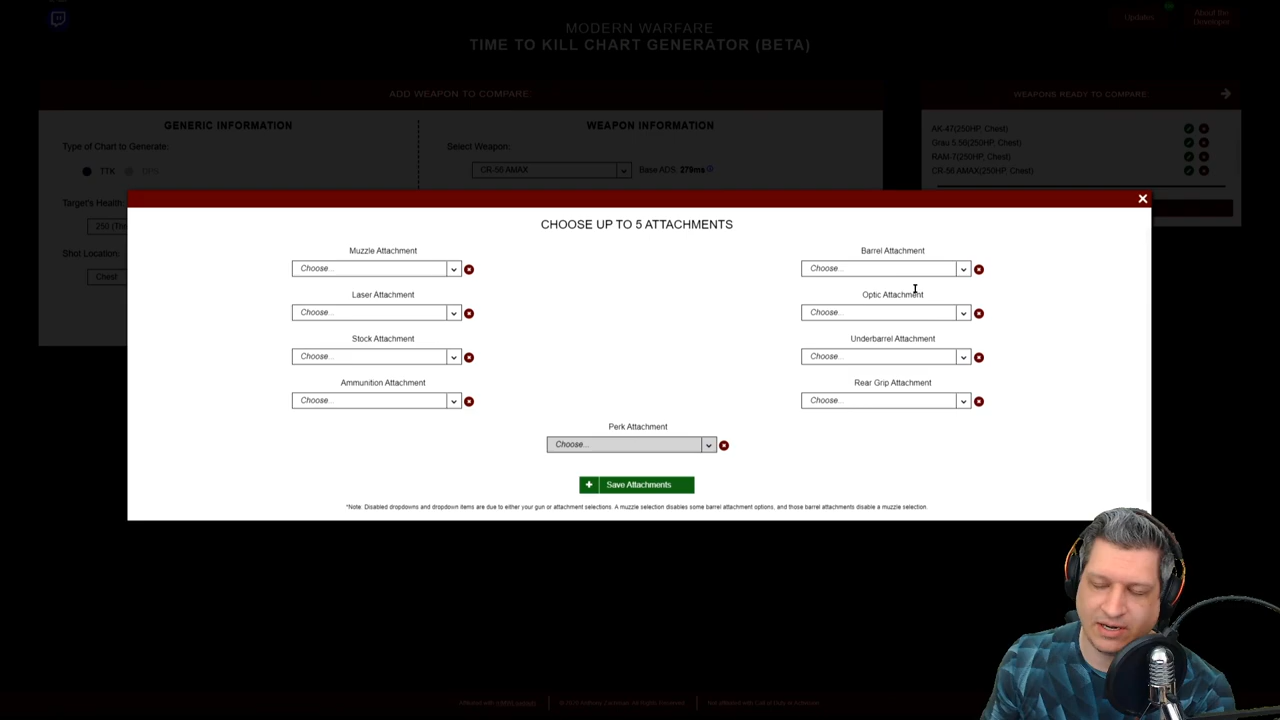 MODERN WARFARE
TIME TO KILL CHART GENERATOR (BETA)
Updates
About the
Developer
ADD WEAPON TO COMPARE:
WEAPONS READY TO COMPARE:
GENERIC INFORMATION
WEAPON INFORMATION
Type of Chart to Generate:
TTK
DPS
Select Weapon:
CR-56 AMAX
Base ADS: 279ms
AK-47(250HP, Chest)
Grau 5.56(250HP, Chest)
RAM-7(250HP, Chest)
CR-56 AMAX(250HP, Chest)
Target's Health:
Shot Location:
Chest
CHOOSE UP TO 5 ATTACHMENTS
Muzzle Attachment
Choose...
Barrel Attachment
Choose...
Laser Attachment
Choose...
Optic Attachment
Choose...
Stock Attachment
Choose...
Underbarrel Attachment
Choose...
Ammunition Attachment
Choose...
Rear Grip Attachment
Choose...
Perk Attachment
Choose...
Save Attachments
*Note: Disabled dropdowns and dropdown items are due to either your gun or attachment selections. A muzzle selection disables some barrel attachment options, and those barrel attachments disable a muzzle selection.